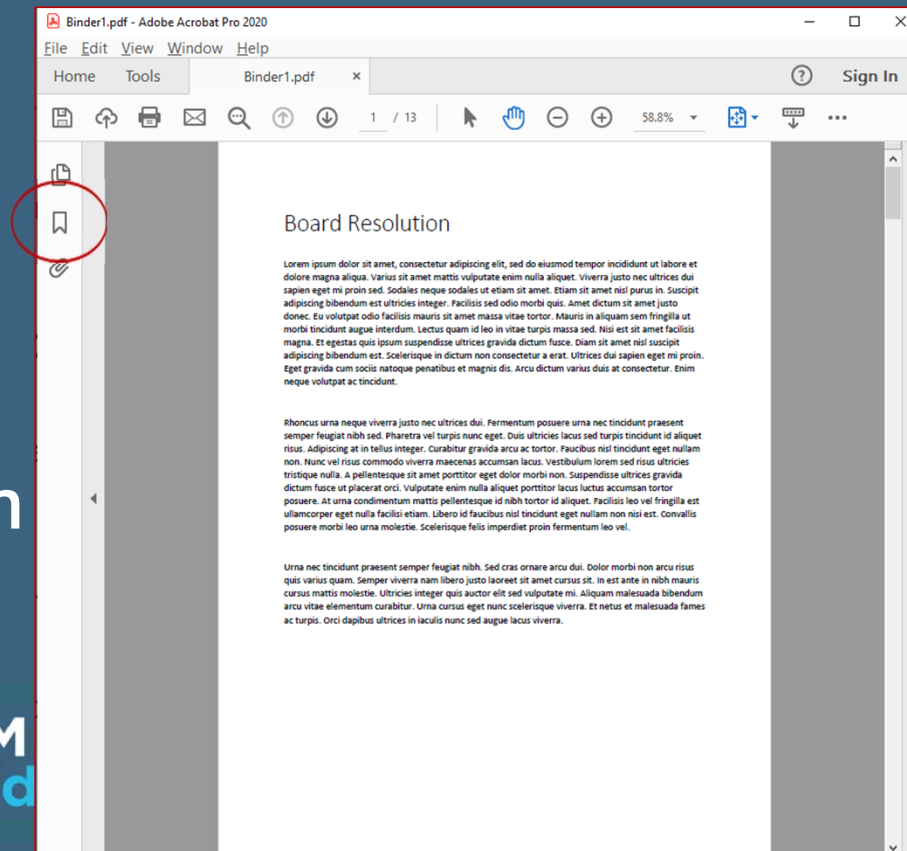 Binder1.pdf - Adobe Acrobat Pro 2020
File Edit View Window Help
Home Tools Binder1.pdf × ? Sign In
1 / 13 58.8%
Board Resolution
Lorem ipsum dolor sit amet, consectetur adipiscing elit, sed do eiusmod tempor incididunt ut labore et
dolore magna aliqua. Varius sit amet mattis vulputate enim nulla aliquet. Viverra justo nec ultrices dui
sapien eget mi proin sed. Sodales neque sodales ut etiam sit amet. Etiam sit amet nisl purus in. Suscipit
adipiscing bibendum est ultricies integer. Facilisis sed odio morbi quis. Amet dictum sit amet justo
donec. Eu volutpat odio facilisis mauris sit amet massa vitae tortor. Mauris in aliquam sem fringilla ut
morbi tincidunt augue interdum. Lectus quam id leo in vitae turpis massa sed. Nisi est sit amet facilisis
magna. Et egestas quis ipsum suspendisse ultrices gravida dictum fusce. Diam sit amet nisl suscipit
adipiscing bibendum est. Scelerisque in dictum non consectetur a erat. Ultrices dui sapien eget mi proin.
Eget gravida cum sociis natoque penatibus et magnis dis. Arcu dictum varius duis at consectetur. Enim
neque volutpat ac tincidunt.
Rhoncus urna neque viverra justo nec ultrices dui. Fermentum posuere urna nec tincidunt praesent
semper feugiat nibh sed. Pharetra vel turpis nunc eget. Duis ultricies lacus sed turpis tincidunt id aliquet
risus. Adipiscing at in tellus integer. Curabitur gravida arcu ac tortor. Faucibus nisl tincidunt eget nullam
non. Nunc vel risus commodo viverra maecenas accumsan lacus. Vestibulum lorem sed risus ultricies
tristique nulla. A pellentesque sit amet porttitor eget dolor morbi non. Suspendisse ultrices gravida
dictum fusce ut placerat orci. Vulputate enim nulla aliquet porttitor lacus luctus accumsan tortor
posuere. At urna condimentum mattis pellentesque id nibh tortor id aliquet. Facilisis leo vel fringilla est
ullamcorper eget nulla facilisi etiam. Libero id faucibus nisl tincidunt eget nullam non nisi est. Convallis
posuere morbi leo urna molestie. Scelerisque felis imperdiet proin fermentum leo vel.
Urna nec tincidunt praesent semper feugiat nibh. Sed cras ornare arcu dui. Dolor morbi non arcu risus
quis varius quam. Semper viverra nam libero justo laoreet sit amet cursus sit. In est ante in nibh mauris
cursus mattis molestie. Ultricies integer quis auctor elit sed vulputate mi. Aliquam malesuada bibendum
arcu vitae elementum curabitur. Urna cursus eget nunc scelerisque viverra. Et netus et malesuada fames
ac turpis. Orci dapibus ultrices in iaculis nunc sed augue lacus viverra.
n
M
d